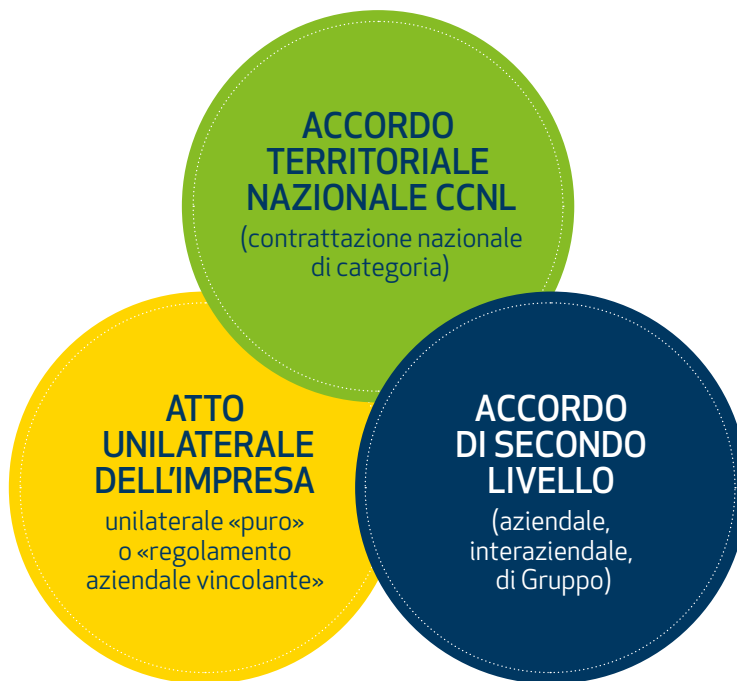 ACCORDO
TERRITORIALE
NAZIONALE CCNL
(contrattazione nazionale
di categoria)
ATTO
UNILATERALE
DELL'IMPRESA
unilaterale «puro»
o «regolamento
aziendale vincolante»
ACCORDO
DI SECONDO
LIVELLO
(aziendale,
interaziendale,
di Gruppo)